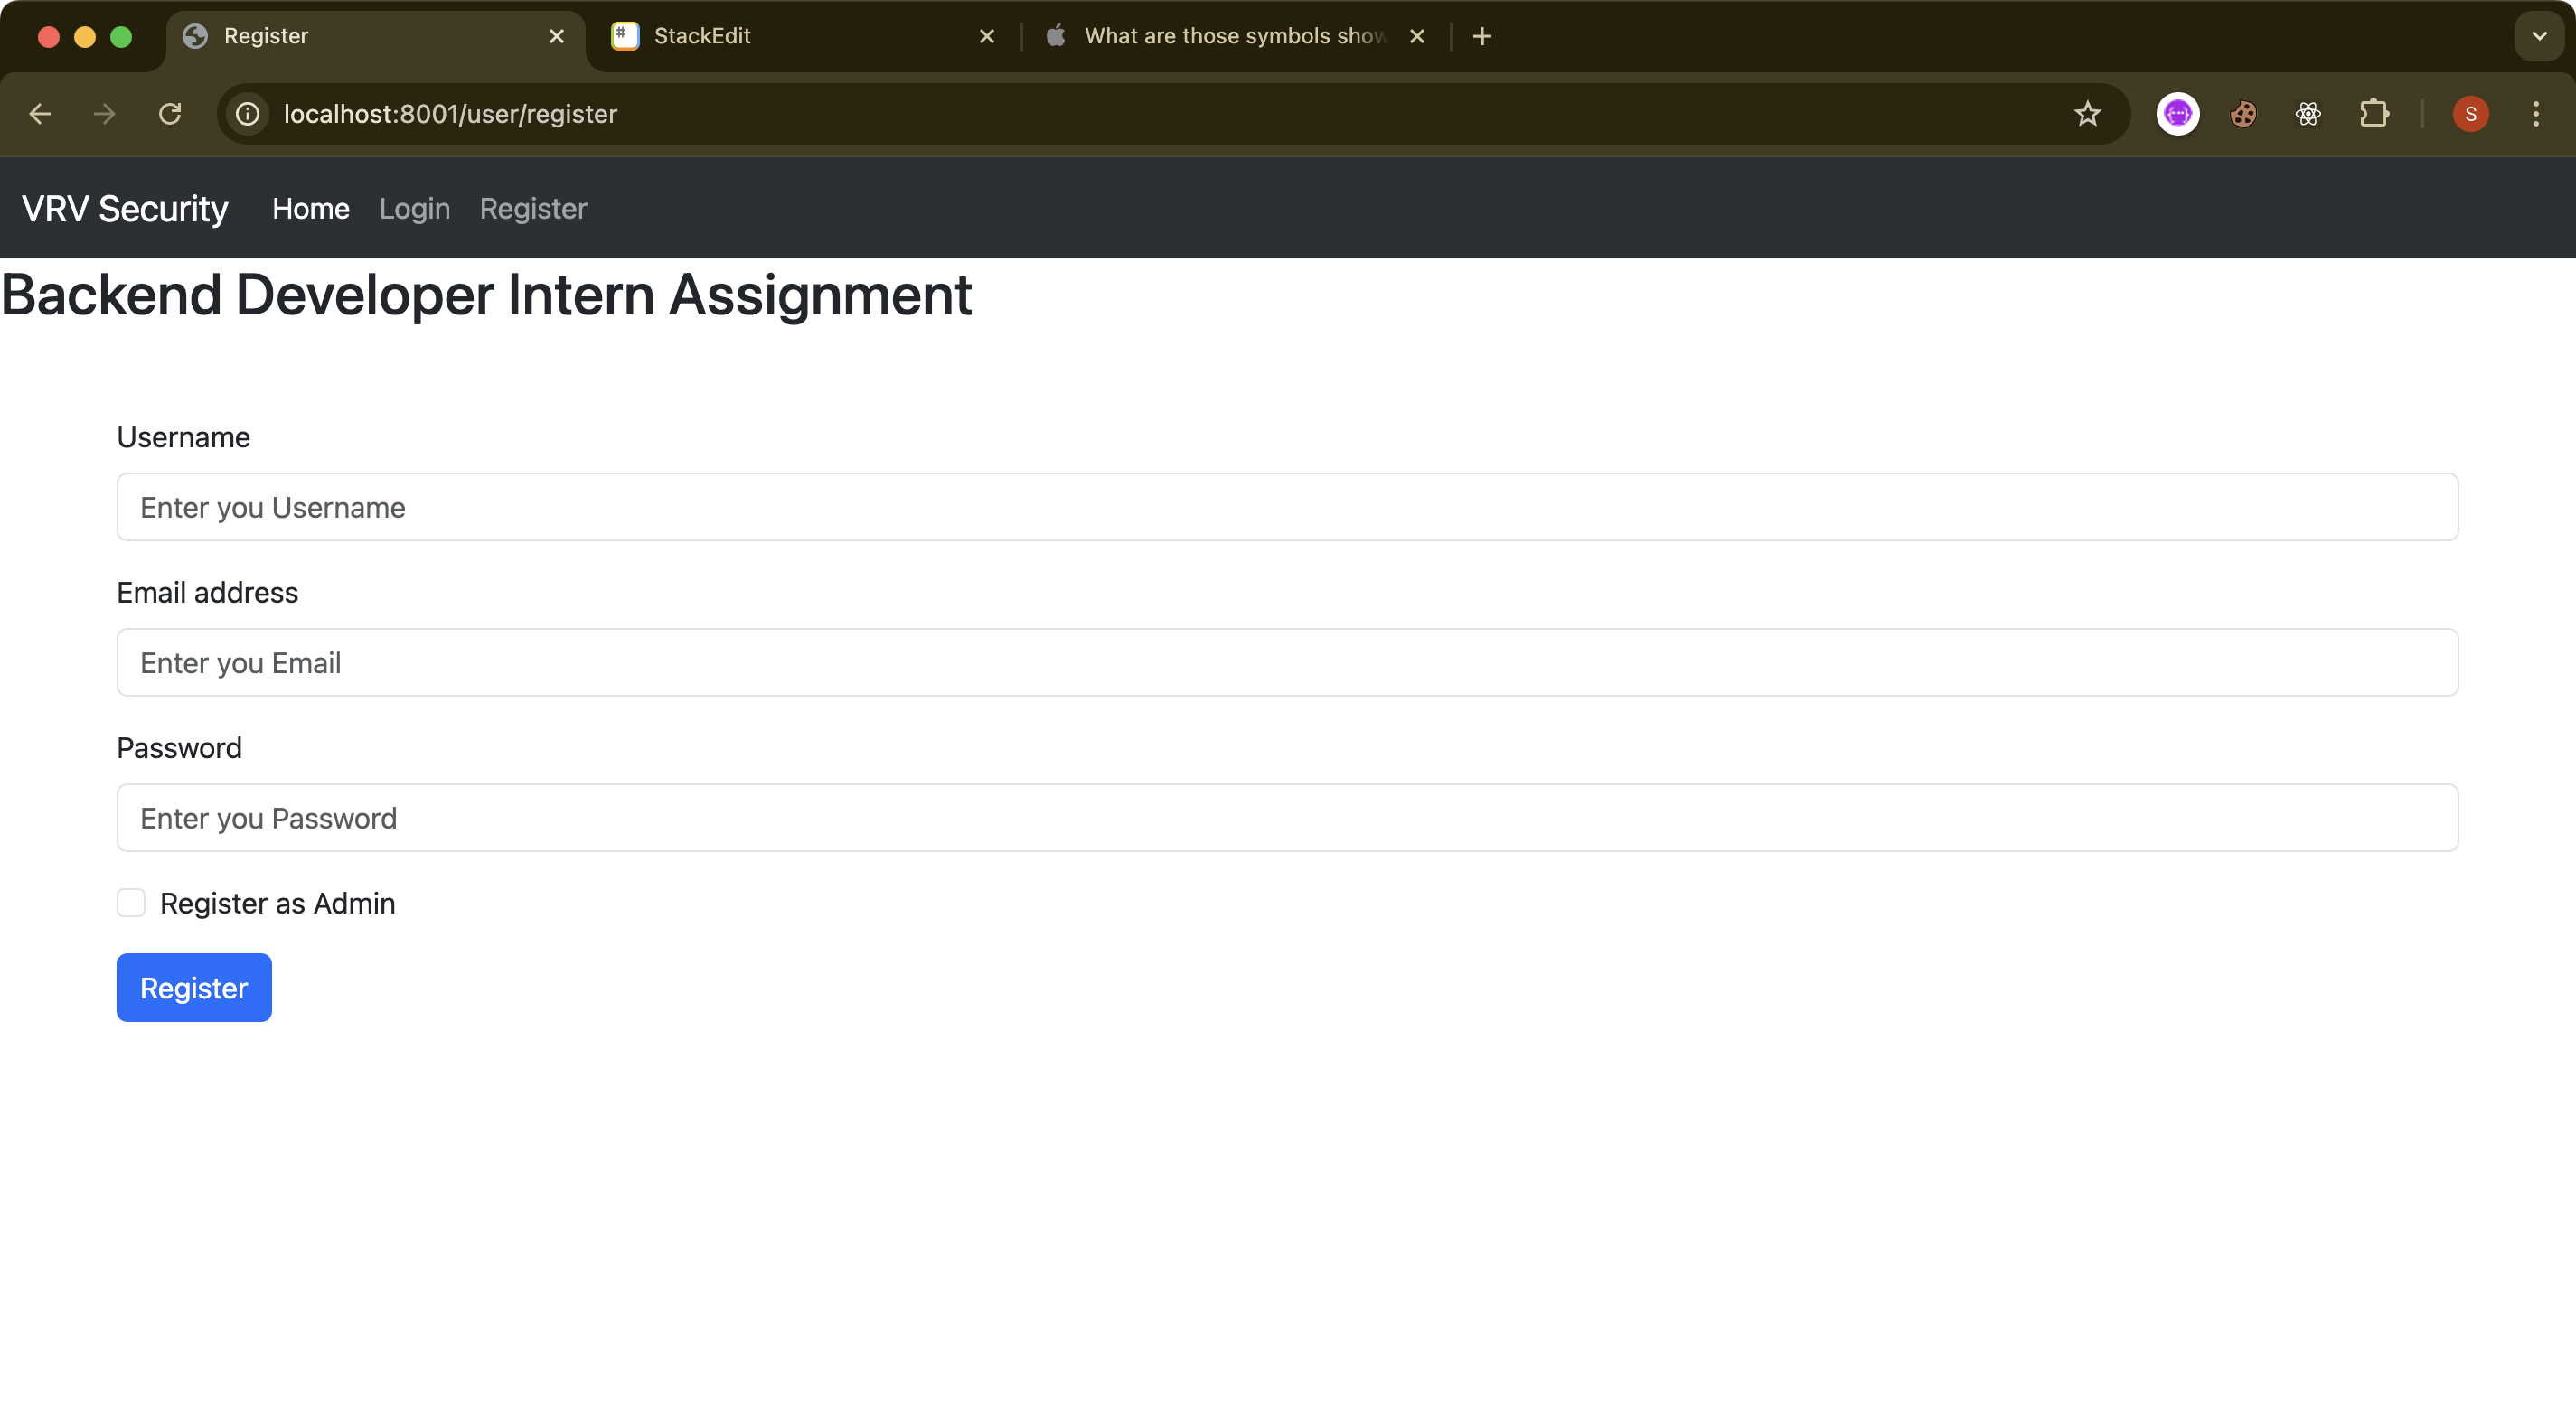 Register
StackEdit
What are those symbols show
localhost:8001/user/register
S
VRV Security Home Login Register
Backend Developer Intern Assignment
Username
Enter you Username
Email address
Enter you Email
Password
Enter you Password
Register as Admin
Register